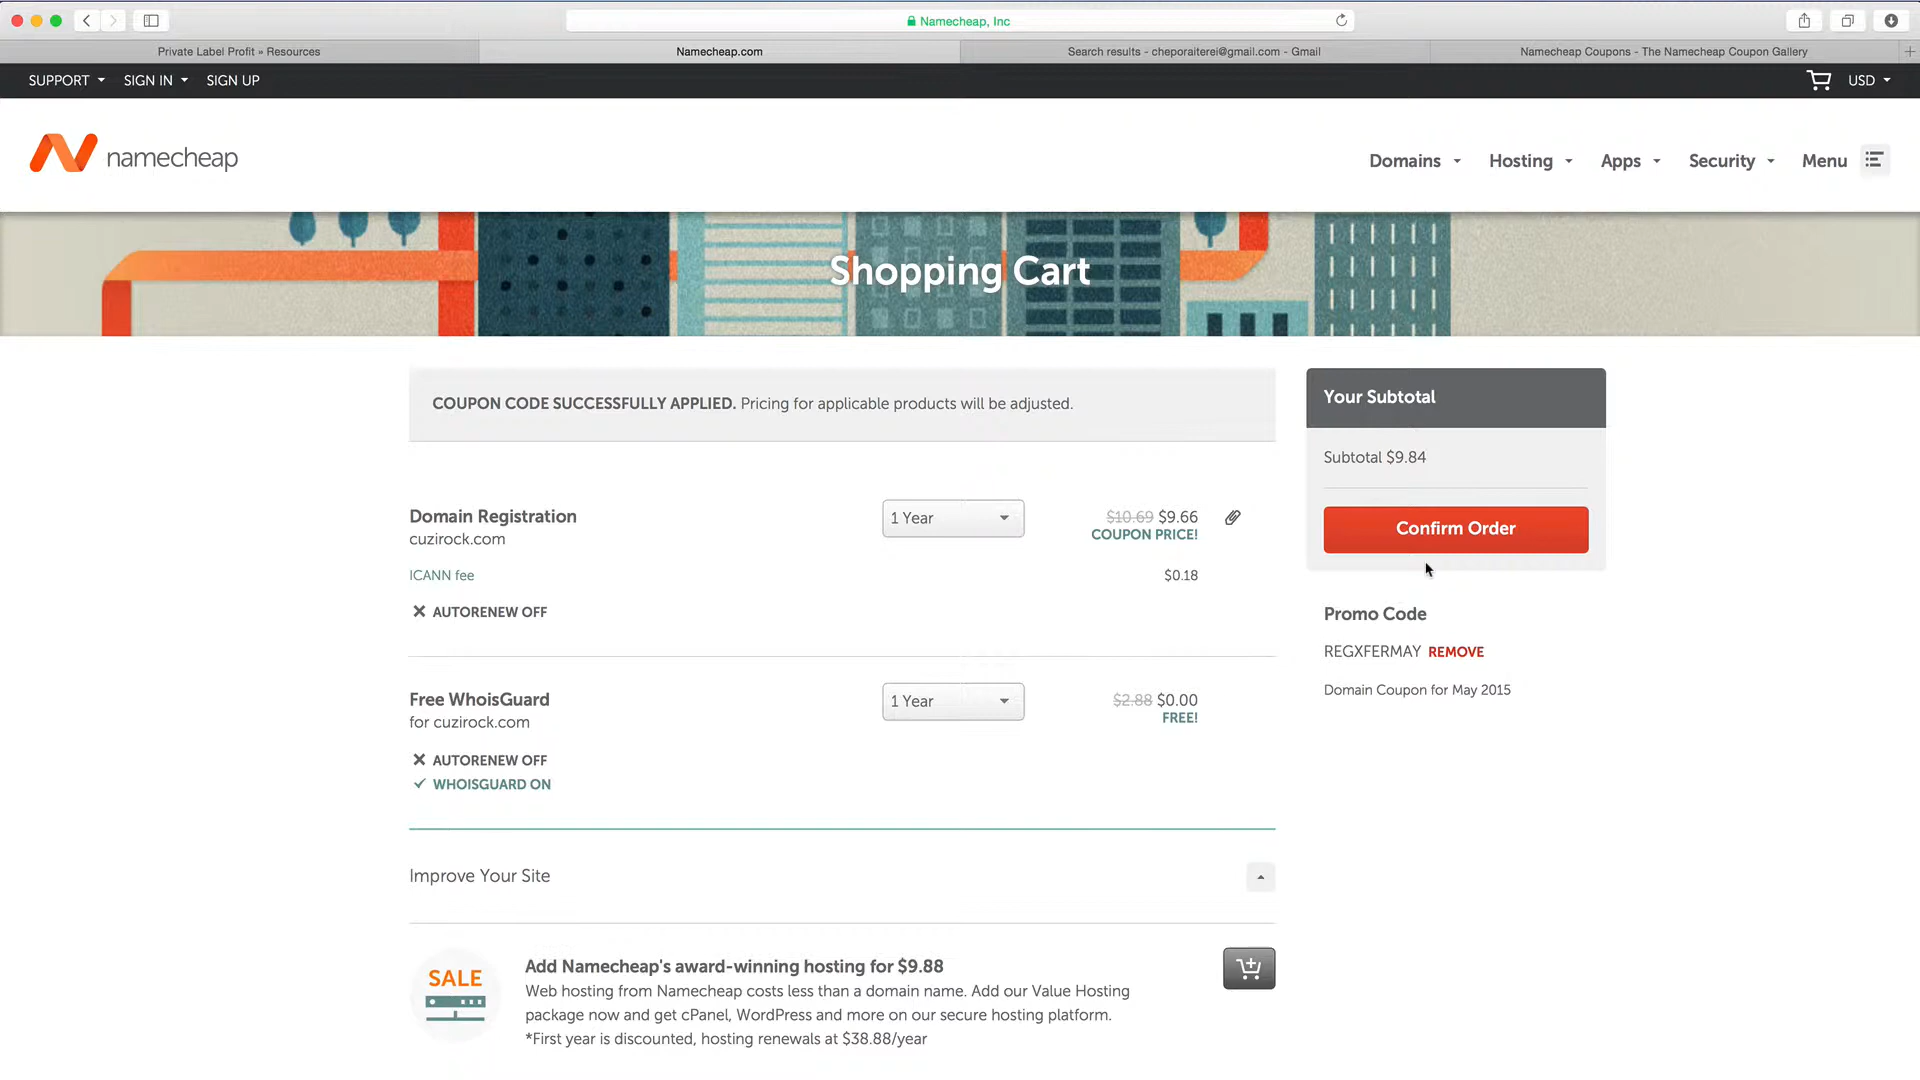 Namecheap, Inc
Private Label Profit » Resources
Namecheap.com
Search results - cheporaiterei@gmail.com - Gmail
Namecheap Coupons - The Namecheap Coupon Gallery
SUPPORT SIGN IN SIGN UP
USD
namecheap
Domains Hosting Apps Security Menu
Shopping Cart
COUPON CODE SUCCESSFULLY APPLIED. Pricing for applicable products will be adjusted.
Your Subtotal
Subtotal $9.84
Confirm Order
Promo Code
REGXFERMAY REMOVE
Domain Coupon for May 2015
Domain Registration
1 Year
$10.69 $9.66
cuzirock.com
COUPON PRICE!
ICANN fee
$0.18
AUTORENEW OFF
Free WhoisGuard
1 Year
$2.88 $0.00
for cuzirock.com
FREE!
AUTORENEW OFF
WHOISGUARD ON
Improve Your Site
SALE
Add Namecheap's award-winning hosting for $9.88
Web hosting from Namecheap costs less than a domain name. Add our Value Hosting
package now and get cPanel, WordPress and more on our secure hosting platform.
*First year is discounted, hosting renewals at $38.88/year